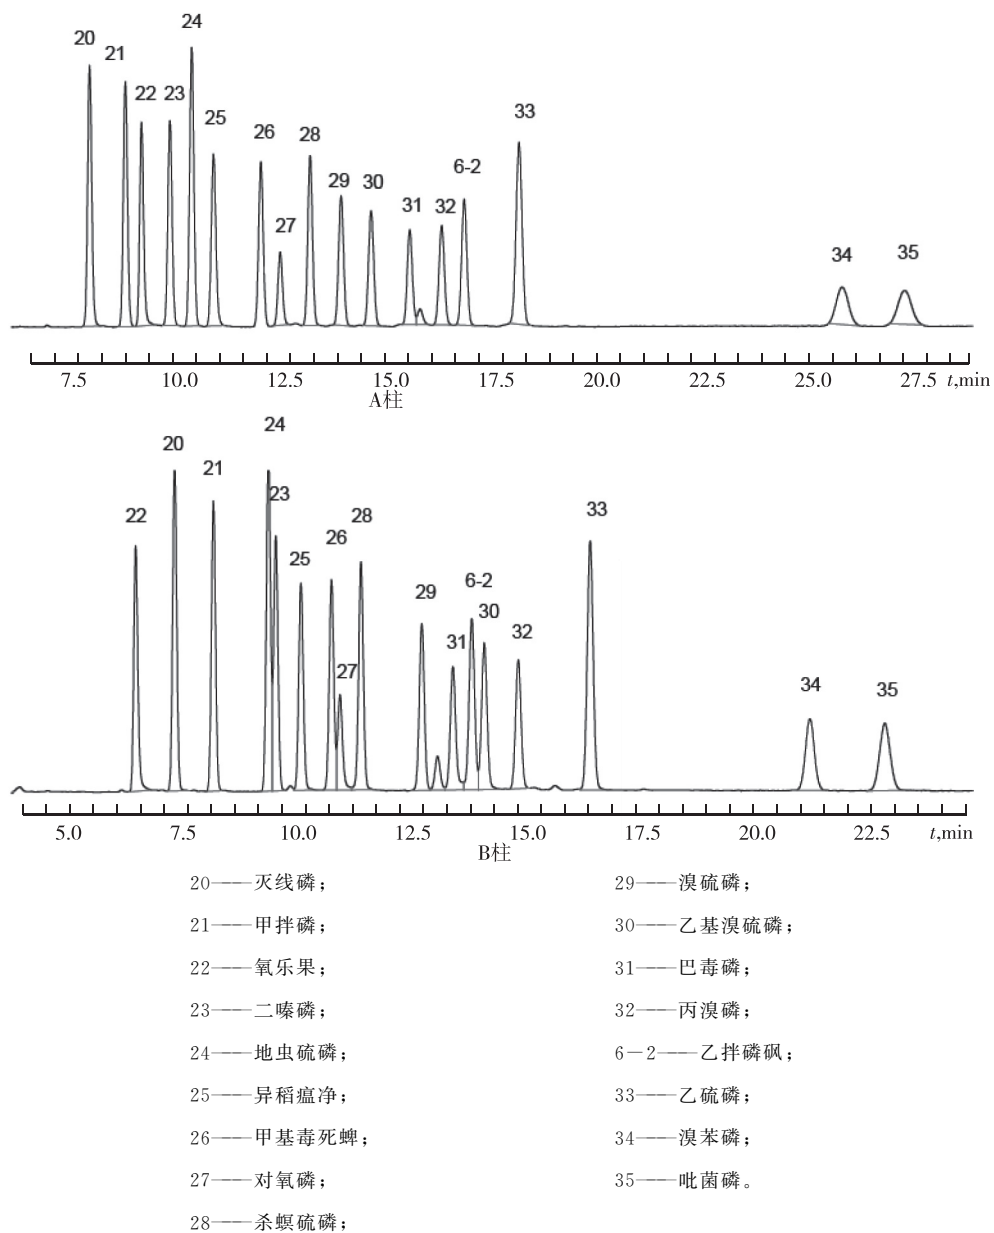 24
20
21
22 23
25
33
26
28
6-2
29 30
31 32
27
34 35
7.5 10.0 12.5 15.0 17.5 20.0 22.5 25.0 27.5 t,min
A柱
24
20
21
23
22
33
28
26
25
6-2
29
30
32
31
27
34 35
5.0 7.5 10.0 12.5 15.0 17.5 20.0 22.5 t,min
B柱
20——灭线磷；
21——甲拌磷；
22——氧乐果；
23——二嗪磷；
24——地虫硫磷；
25——异稻瘟净；
26——甲基毒死蜱；
27——对氧磷；
28——杀螟硫磷；
29——溴硫磷；
30——乙基溴硫磷；
31——巴毒磷；
32——丙溴磷；
6－2——乙拌磷砜；
33——乙硫磷；
34——溴苯磷；
35——吡菌磷。